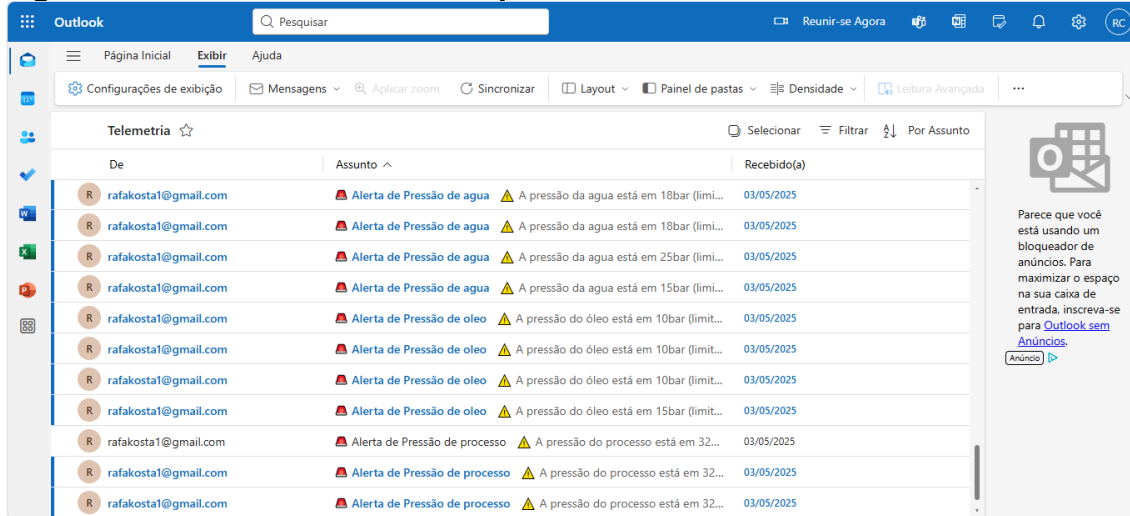 Outlook Pesquisar Reunir-se Agora RC
Página Inicial Exibir Ajuda
Configurações de exibição Mensagens Aplicar zoom Sincronizar Layout Painel de pastas Densidade Leitura Avançada ...
Telemetria Selecionar Filtrar Por Assunto
De Assunto Recebido(a)
R rafakosta1@gmail.com Alerta de Pressão de agua A pressão da agua está em 18bar (limi... 03/05/2025
R rafakosta1@gmail.com Alerta de Pressão de agua A pressão da agua está em 18bar (limi... 03/05/2025
R rafakosta1@gmail.com Alerta de Pressão de agua A pressão da agua está em 25bar (limi... 03/05/2025
R rafakosta1@gmail.com Alerta de Pressão de agua A pressão da agua está em 15bar (limi... 03/05/2025
R rafakosta1@gmail.com Alerta de Pressão de oleo A pressão do óleo está em 10bar (limit... 03/05/2025
R rafakosta1@gmail.com Alerta de Pressão de oleo A pressão do óleo está em 10bar (limit... 03/05/2025
R rafakosta1@gmail.com Alerta de Pressão de oleo A pressão do óleo está em 10bar (limit... 03/05/2025
R rafakosta1@gmail.com Alerta de Pressão de oleo A pressão do óleo está em 15bar (limit... 03/05/2025
R rafakosta1@gmail.com Alerta de Pressão de processo A pressão do processo está em 32... 03/05/2025
R rafakosta1@gmail.com Alerta de Pressão de processo A pressão do processo está em 32... 03/05/2025
R rafakosta1@gmail.com Alerta de Pressão de processo A pressão do processo está em 32... 03/05/2025
Parece que você
está usando um
bloqueador de
anúncios. Para
maximizar o espaço
na sua caixa de
entrada, inscreva-se
para Outlook sem
Anúncios.
Anúncio